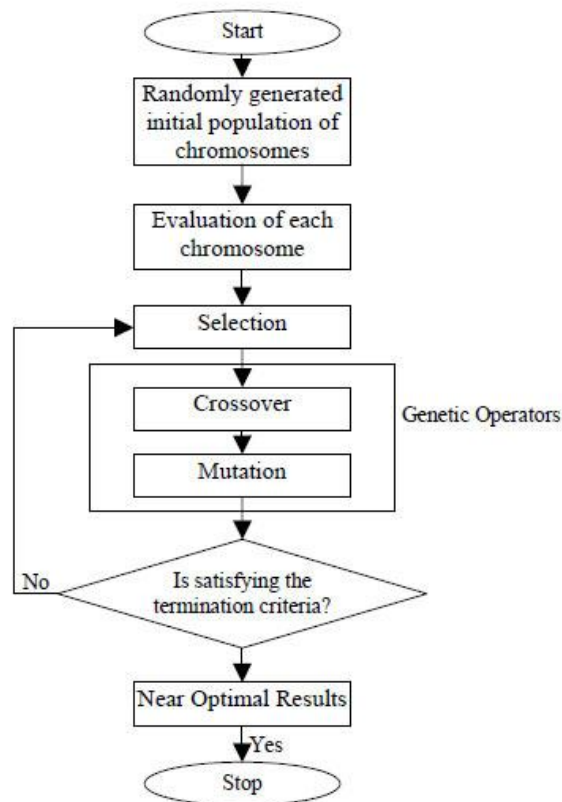 Start
Randomly generated
initial population of
chromosomes
Evaluation of each
chromosome
Selection
Crossover
Genetic Operators
Mutation
No
Is satisfying the
termination criteria?
Near Optimal Results
Yes
Stop